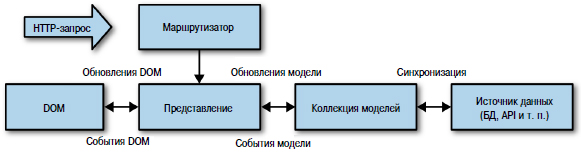 HTTP-запрос
Маршрутизатор
Обновления DOM
Обновления модели
Синхронизация
DOM
Представление
Коллекция моделей
Источник данных
(БД, API и т. п.)
События DOM
События модели